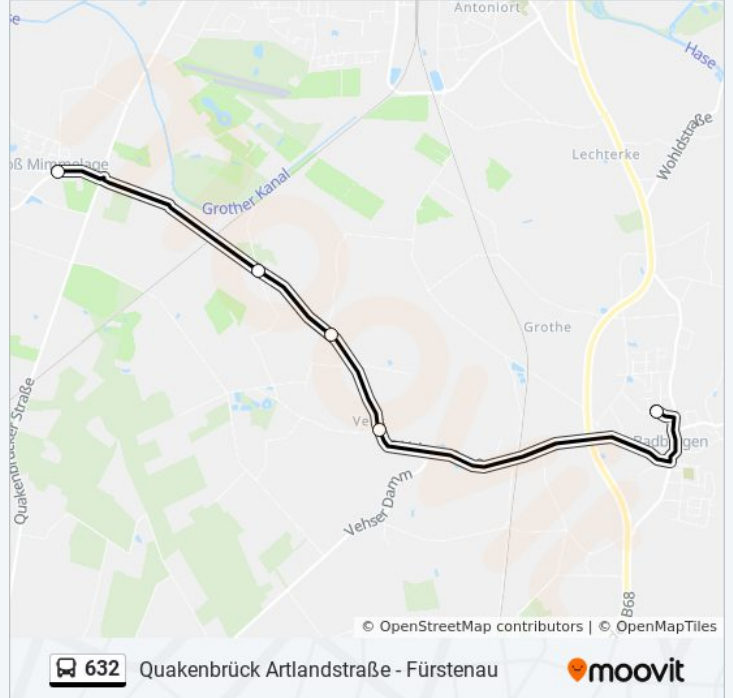 Antoniort
Hase
Wohldstraße
Lechterke
oß Mimmelage
Grother Kanal
Grothe
Quakenbrücker Straße
Badbergen
Vehser Damm
B68
© OpenStreetMap contributors | © OpenMapTiles
632 Quakenbrück Artlandstraße - Fürstenau
moovit